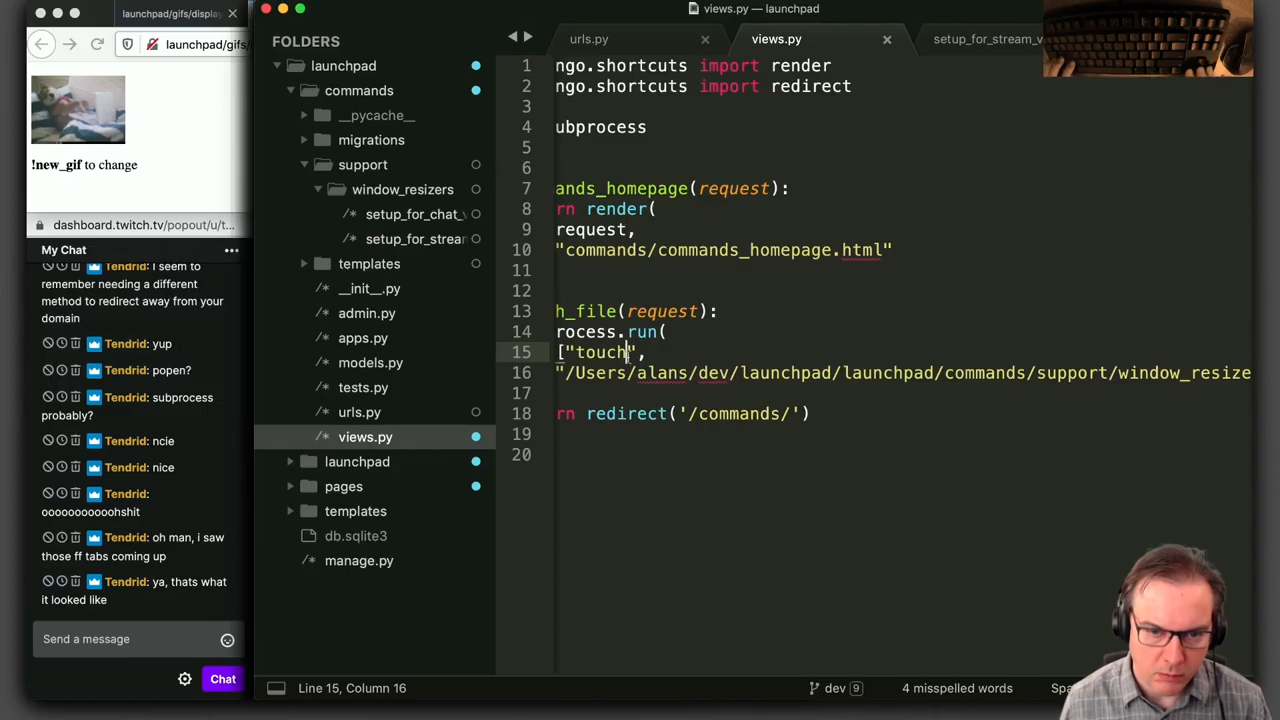 launchpad/gifs/display
launchpad/gifs/
!new_gif to change
dashboard.twitch.tv/popout/u/t...
My Chat
Tendrid: I seem to
remember needing a different
method to redirect away from your
domain
Tendrid: yup
Tendrid: popen?
Tendrid: subprocess
probably?
Tendrid: ncie
Tendrid: nice
Tendrid:
ooooooooooohshit
Tendrid: oh man, i saw
those ff tabs coming up
Tendrid: ya, thats what
it looked like
Send a message
Chat
views.py — launchpad
FOLDERS
launchpad
commands
__pycache__
migrations
support
window_resizers
/* setup_for_chat_
/* setup_for_strear
templates
/* __init__.py
/* admin.py
/* apps.py
/* models.py
/* tests.py
/* urls.py
/* views.py
launchpad
pages
templates
db.sqlite3
/* manage.py
urls.py
views.py
setup_for_stream_v
1 ngo.shortcuts import render
2 ngo.shortcuts import redirect
3
4 ubprocess
5
6
7 ands_homepage(request):
8 rn render(
9 request,
10 "commands/commands_homepage.html"
11
12
13 h_file(request):
14 rocess.run(
15 ["touch",
16 "/Users/alans/dev/launchpad/launchpad/commands/support/window_resize
17
18 rn redirect('/commands/')
19
20
Line 15, Column 16
dev 9
4 misspelled words
Spa